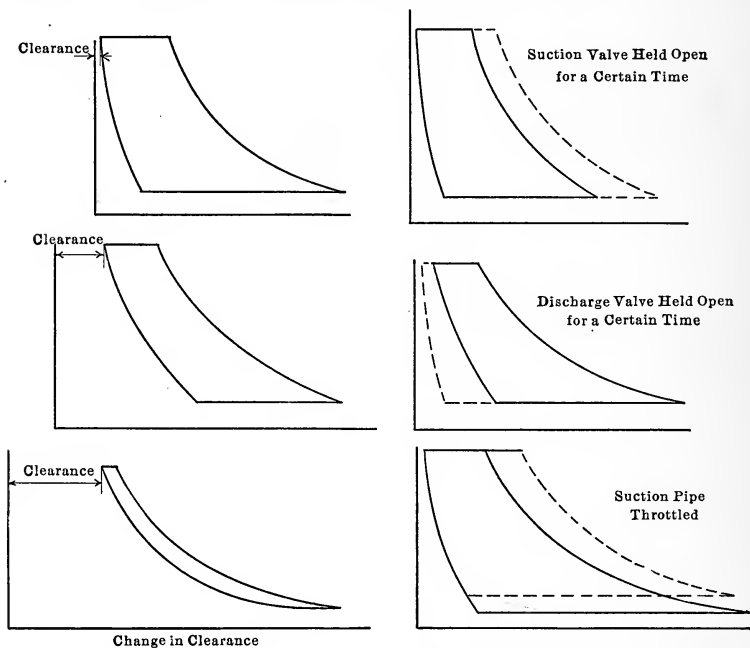 Clearance
Suction Valve Held Open
for a Certain Time
Clearance
Discharge Valve Held Open
for a Certain Time
Clearance
Suction Pipe
Throttled
Change in Clearance